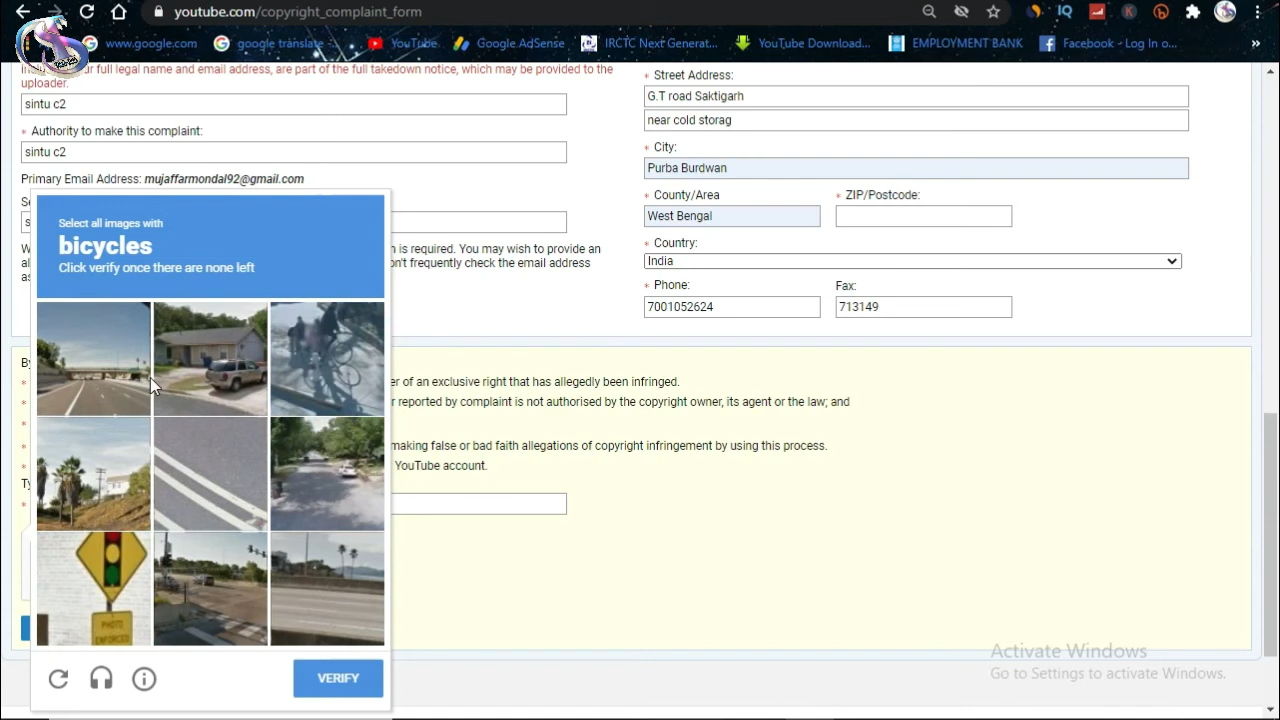 youtube.com/copyright_complaint_form
www.google.com
google translate -...
YouTube
Google AdSense
IRCTC Next Generat...
YouTube Download...
EMPLOYMENT BANK
Facebook - Log In o...
»
ur full legal name and email address, are part of the full takedown notice, which may be provided to the
uploader.
sintu c2
* Authority to make this complaint:
sintu c2
Primary Email Address: mujaffarmondal92@gmail.com
n is required. You may wish to provide an
n't frequently check the email address
* Street Address:
G.T road Saktigarh
near cold storag
* City:
Purba Burdwan
* County/Area
* ZIP/Postcode:
West Bengal
* Country:
India
* Phone:
Fax:
7001052624
713149
Select all images with
bicycles
Click verify once there are none left
PHOTO
ENFORCED
VERIFY
er of an exclusive right that has allegedly been infringed.
r reported by complaint is not authorised by the copyright owner, its agent or the law; and
making false or bad faith allegations of copyright infringement by using this process.
YouTube account.
Activate Windows
Go to Settings to activate Windows.